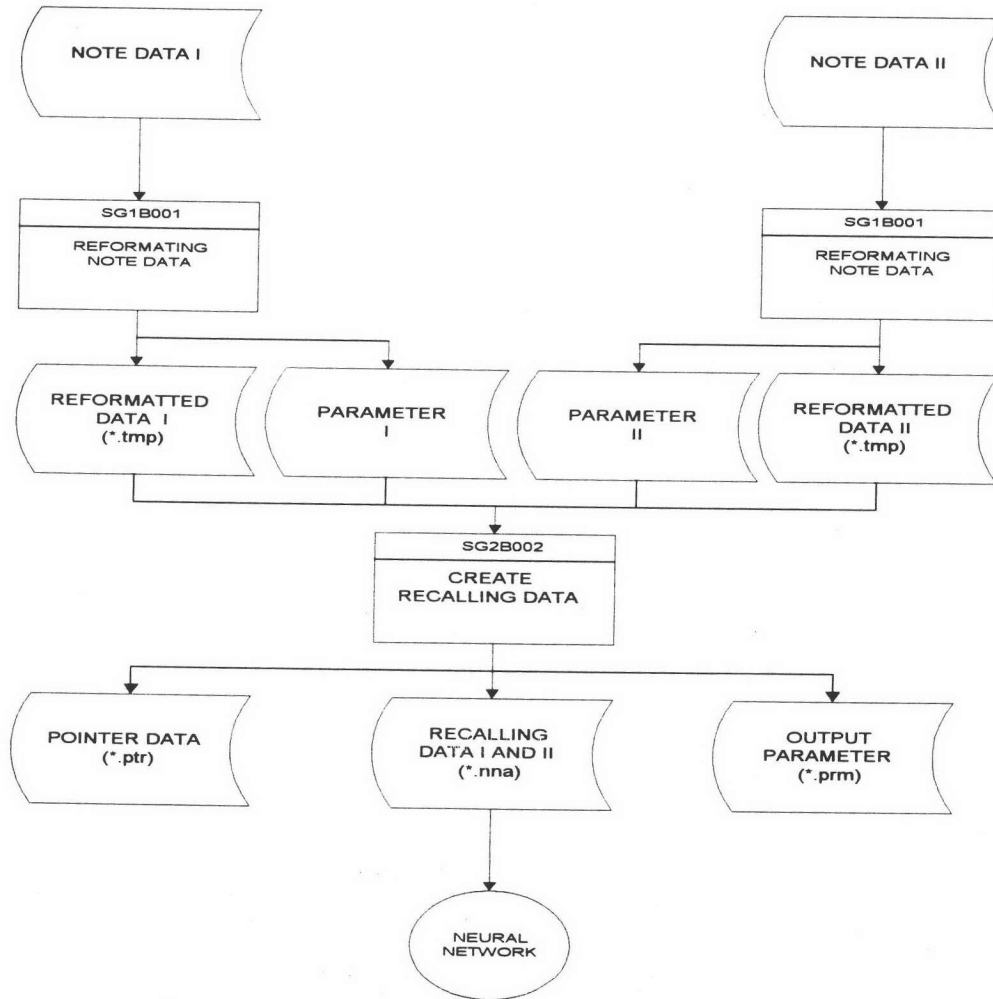 NOTE DATA I
NOTE DATA II
SG1B001
REFORMATING
NOTE DATA
SG1B001
REFORMATING
NOTE DATA
REFORMATTED
DATA I
(*.tmp)
PARAMETER
I
PARAMETER
II
REFORMATTED
DATA II
(*.tmp)
SG2B002
CREATE
RECALLING DATA
POINTER DATA
(*.ptr)
RECALLING
DATA I AND II
(*.nna)
OUTPUT
PARAMETER
(*.prm)
NEURAL
NETWORK